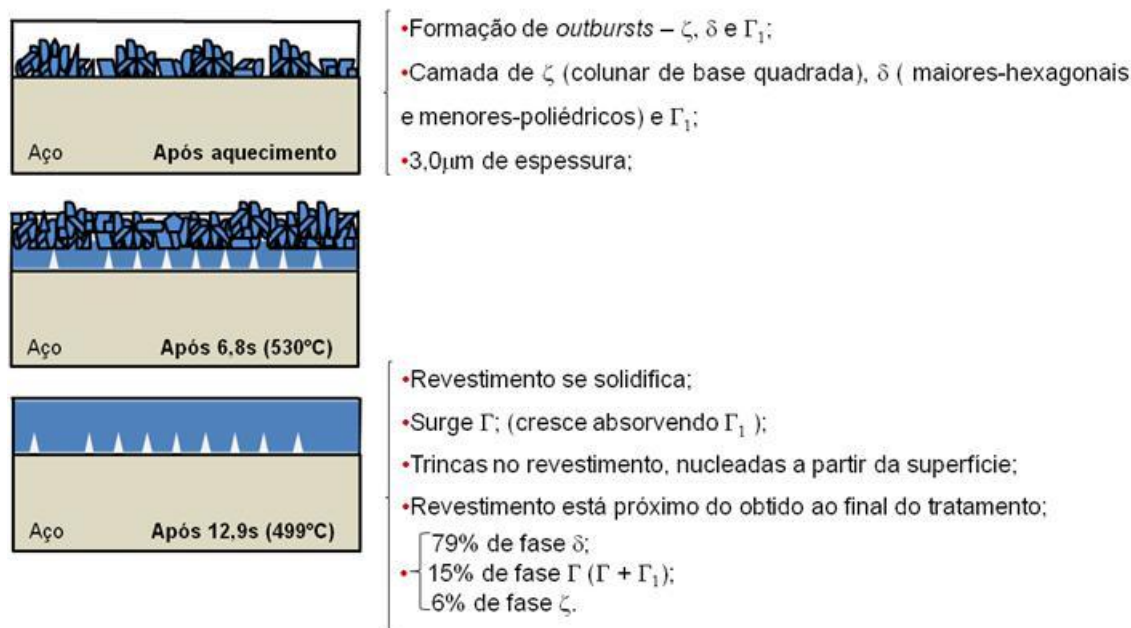 •Formação de outbursts – ζ, δ e Γ₁;
•Camada de ζ (colunar de base quadrada), δ ( maiores-hexagonais
e menores-poliédricos) e Γ₁;
•3,0μm de espessura;
Aço Após aquecimento
Aço Após 6,8s (530ºC)
•Revestimento se solidifica;
•Surge Γ; (cresce absorvendo Γ₁ );
•Trincas no revestimento, nucleadas a partir da superfície;
•Revestimento está próximo do obtido ao final do tratamento;
79% de fase δ;
•15% de fase Γ (Γ + Γ₁);
6% de fase ζ.
Aço Após 12,9s (499ºC)